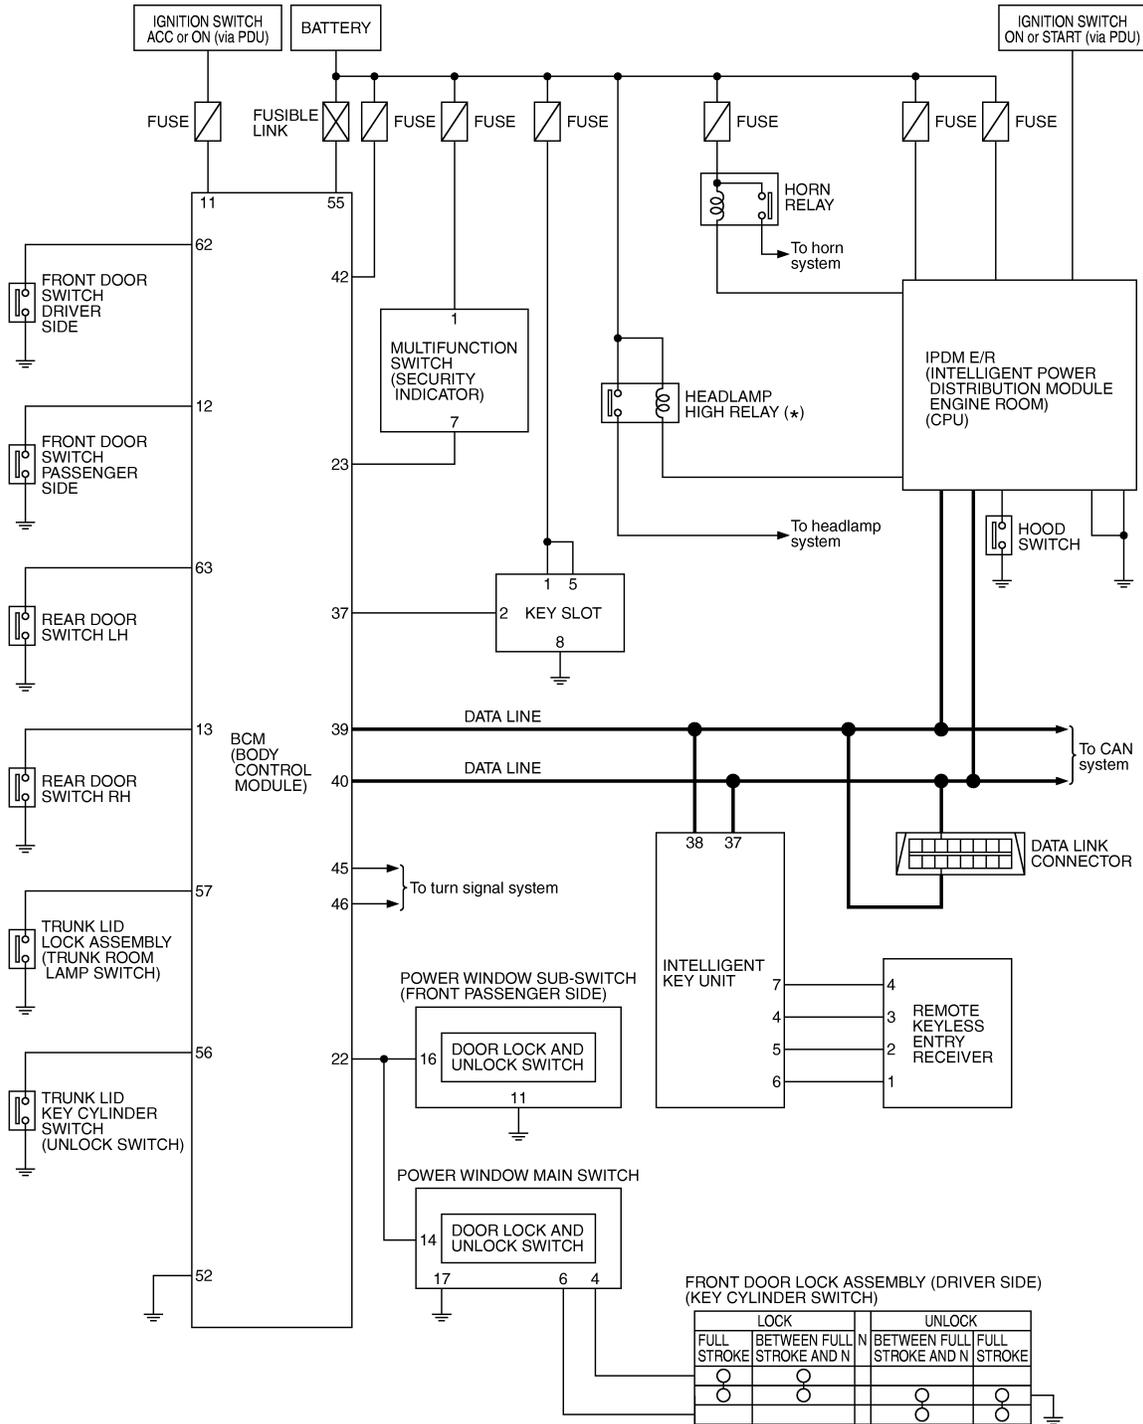 IGNITION SWITCH
ACC or ON (via PDU)
BATTERY
IGNITION SWITCH
ON or START (via PDU)
FUSE
FUSIBLE
LINK
FUSE
FUSE
FUSE
FUSE
FUSE
FUSE
11
55
HORN
RELAY
62
To horn
system
42
FRONT DOOR
SWITCH
DRIVER
SIDE
1
MULTIFUNCTION
SWITCH
(SECURITY
INDICATOR)
7
IPDM E/R
(INTELLIGENT POWER
DISTRIBUTION MODULE
ENGINE ROOM)
(CPU)
HEADLAMP
HIGH RELAY (*)
12
FRONT DOOR
SWITCH
PASSENGER
SIDE
23
To headlamp
system
HOOD
SWITCH
63
1 5
37
2 KEY SLOT
8
REAR DOOR
SWITCH LH
13
39
DATA LINE
BCM
(BODY
CONTROL
MODULE)
40
DATA LINE
To CAN
system
REAR DOOR
SWITCH RH
38 37
DATA LINK
CONNECTOR
45
46
To turn signal system
57
TRUNK LID
LOCK ASSEMBLY
(TRUNK ROOM
LAMP SWITCH)
INTELLIGENT
KEY UNIT
7
4
5
6
4
3
2
1
REMOTE
KEYLESS
ENTRY
RECEIVER
POWER WINDOW SUB-SWITCH
(FRONT PASSENGER SIDE)
56
22
16
DOOR LOCK AND
UNLOCK SWITCH
11
TRUNK LID
KEY CYLINDER
SWITCH
(UNLOCK SWITCH)
POWER WINDOW MAIN SWITCH
14
DOOR LOCK AND
UNLOCK SWITCH
17
6
4
52
FRONT DOOR LOCK ASSEMBLY (DRIVER SIDE)
(KEY CYLINDER SWITCH)
LOCK
UNLOCK
FULL
STROKE
BETWEEN FULL
STROKE AND N
N
BETWEEN FULL
STROKE AND N
FULL
STROKE